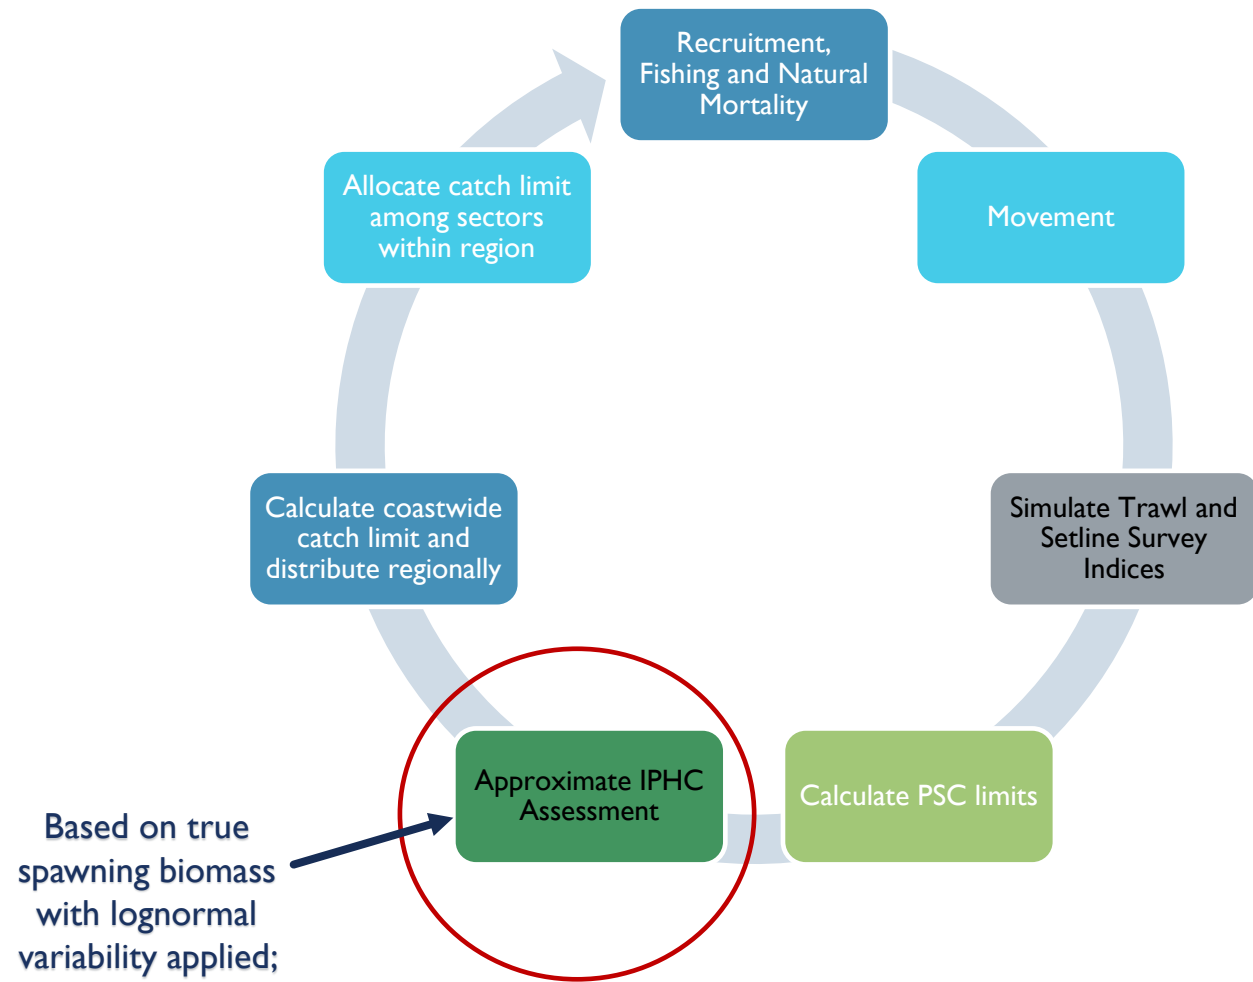 Recruitment,
Fishing and Natural
Mortality
Movement
Simulate Trawl and
Setline Survey
Indices
Calculate PSC limits
Approximate IPHC
Assessment
Calculate coastwide
catch limit and
distribute regionally
Allocate catch limit
among sectors
within region
Based on true
spawning biomass
with lognormal
variability applied;